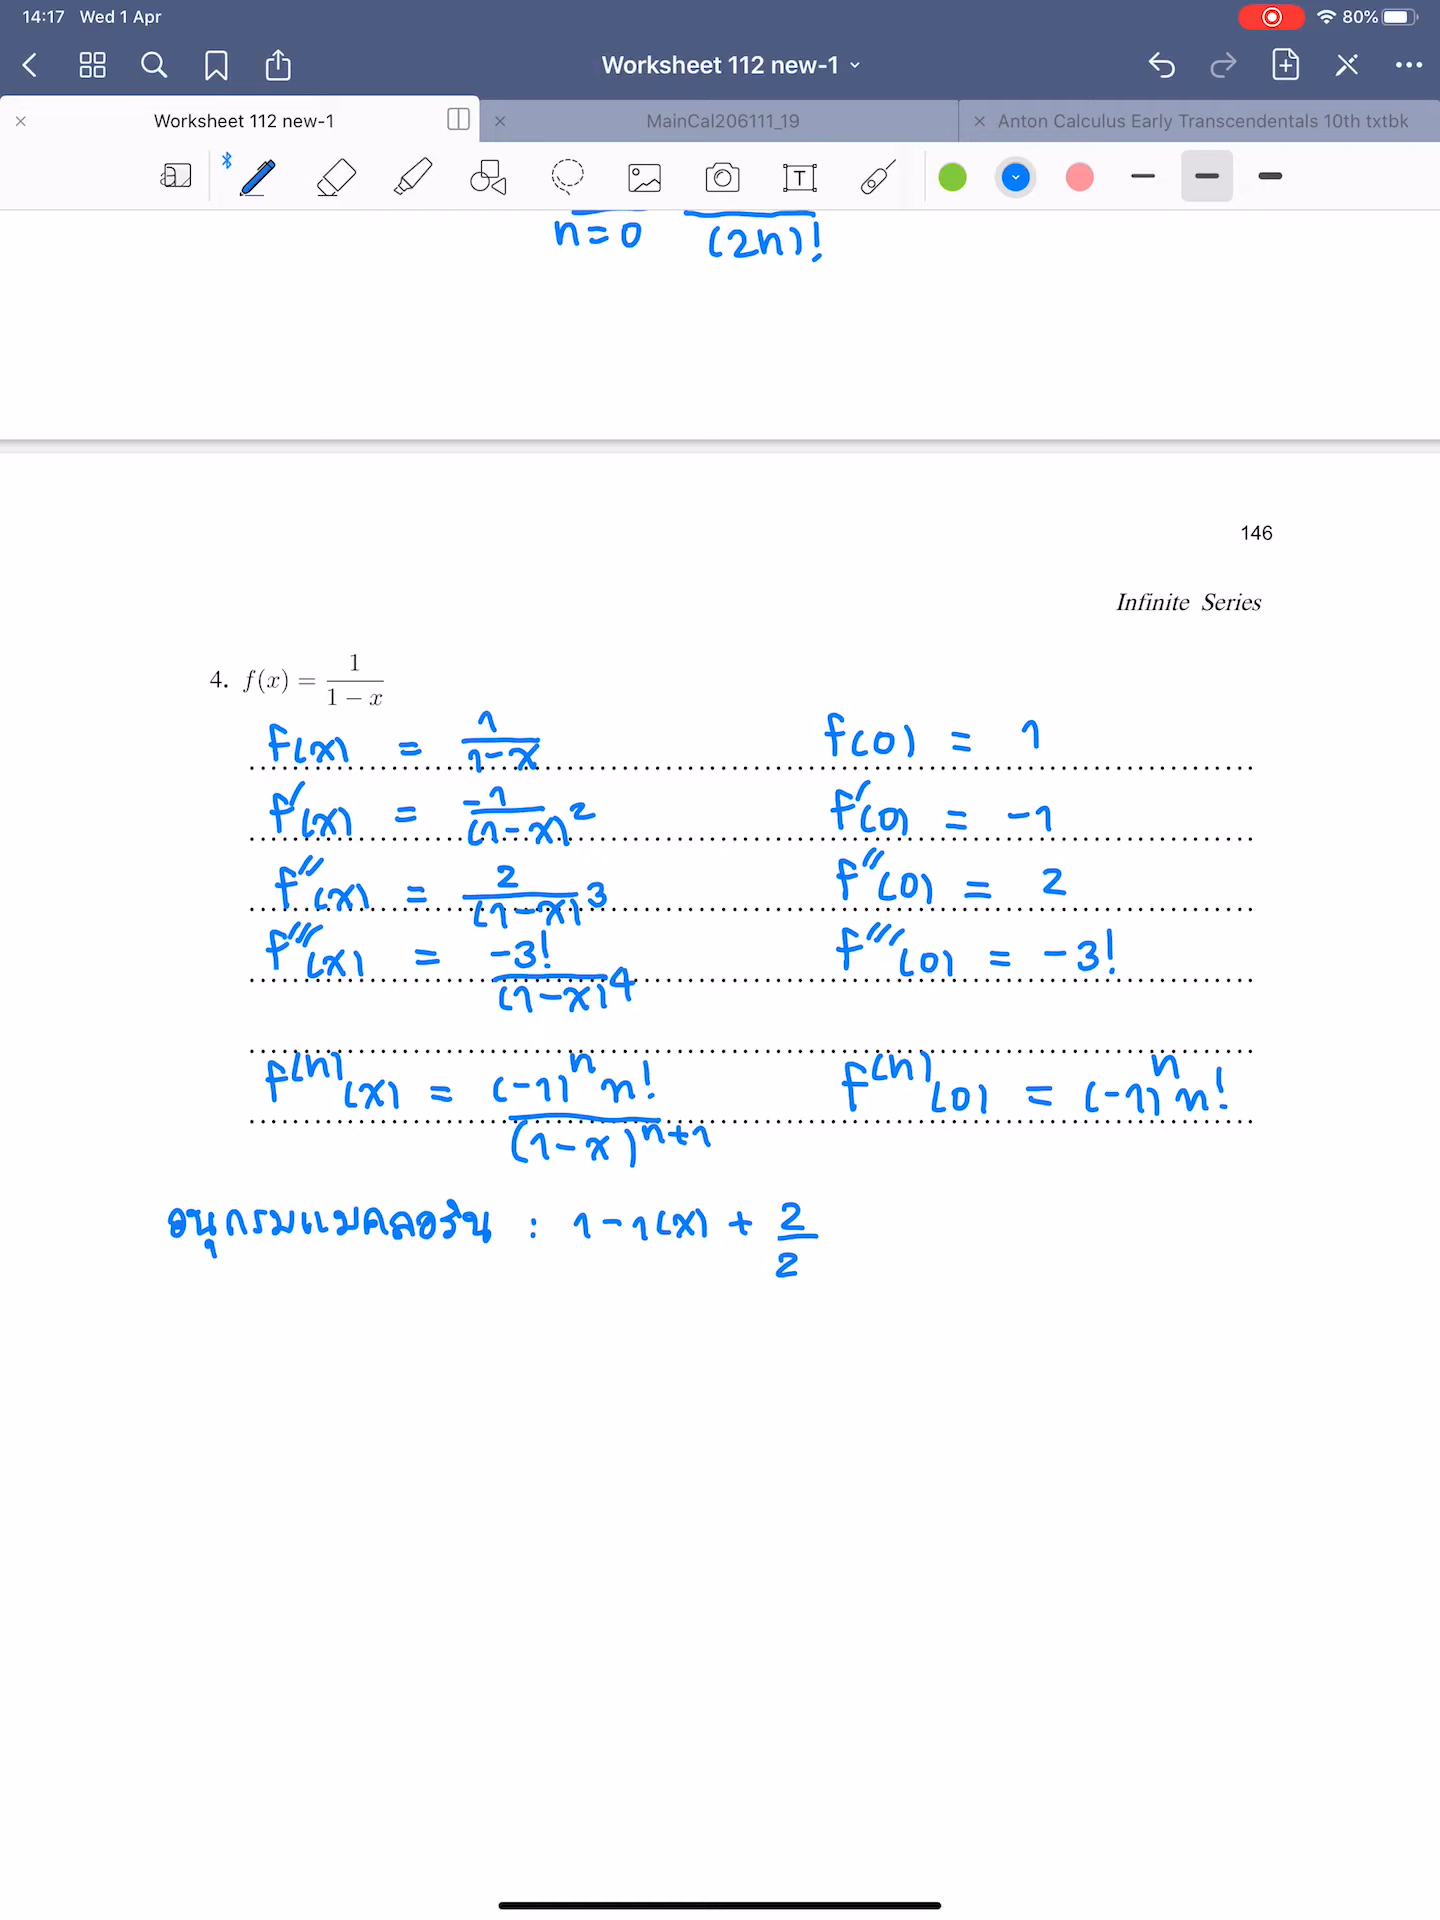 14:17 Wed 1 Apr 80%
Worksheet 112 new-1
Worksheet 112 new-1 MainCal206111_19 Anton Calculus Early Transcendentals 10th txtbk
n=0 (2n)!
146
Infinite Series
4. f(x) = 1/(1 − x)
f(x) = 1/(1-x) f(0) = 1
f′(x) = -1/(1-x)² f′(0) = -1
f″(x) = 2/(1-x)³ f″(0) = 2
f‴(x) = -3!/(1-x)⁴ f‴(0) = -3!
f⁽ⁿ⁾(x) = (-1)ⁿ n!/(1-x)ⁿ⁺¹ f⁽ⁿ⁾(0) = (-1)ⁿ n!
อนุกรมแมคลอริน : 1 - 1(x) + 2/2